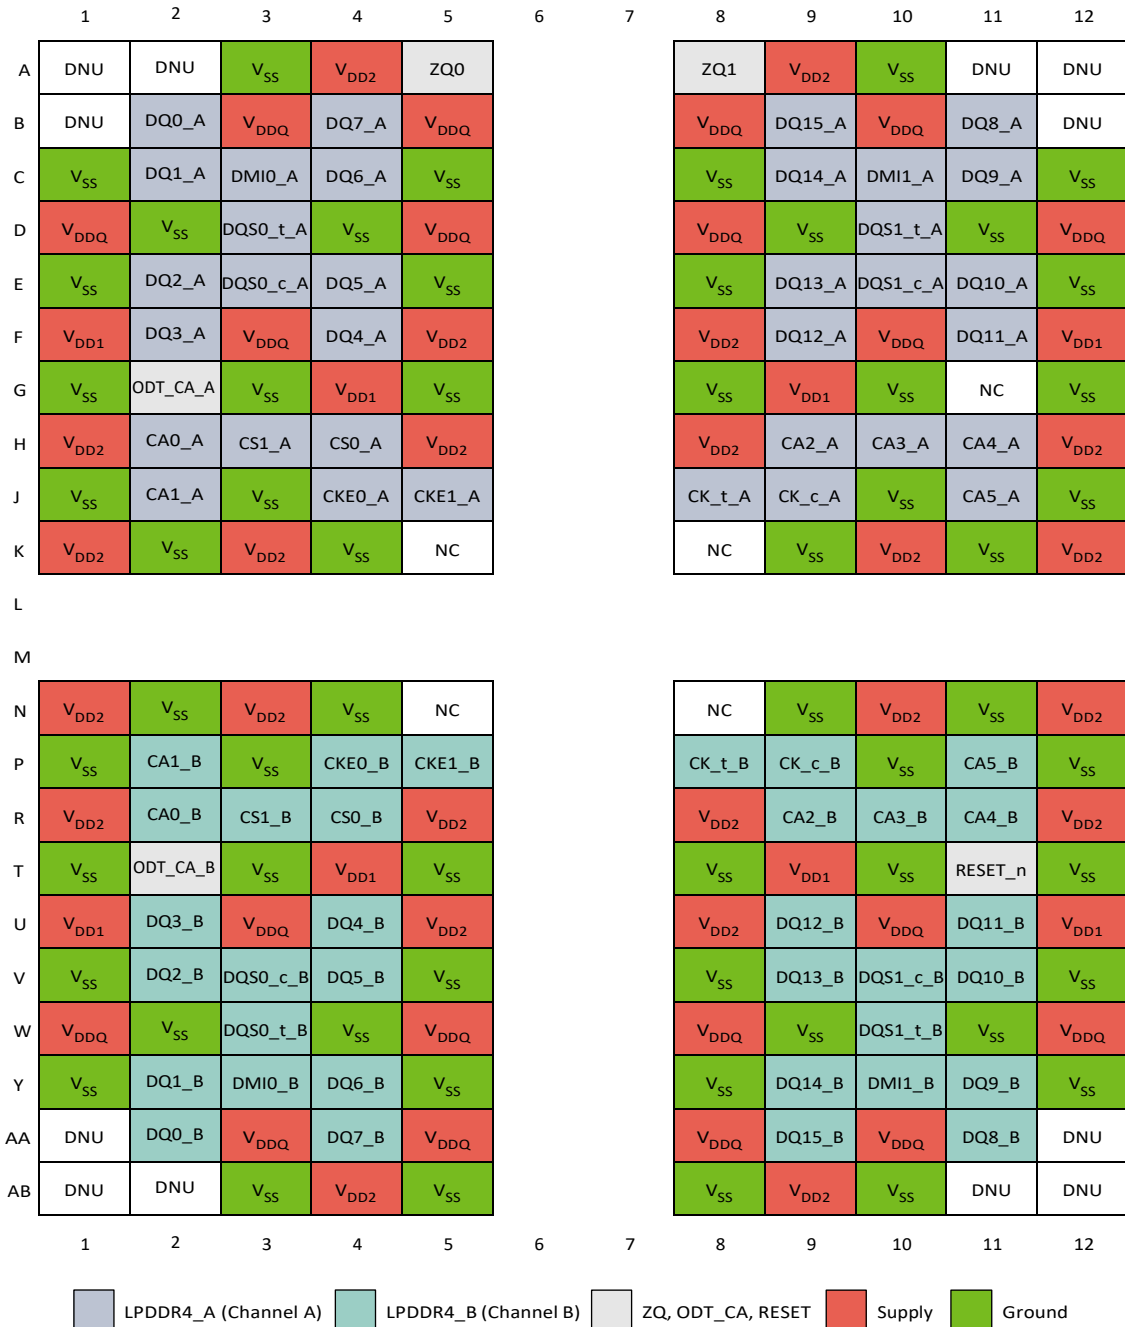 1 2 3 4 5 6 7 8 9 10 11 12
A DNU DNU VSS VDD2 ZQ0 ZQ1 VDD2 VSS DNU DNU
B DNU DQ0_A VDDQ DQ7_A VDDQ VDDQ DQ15_A VDDQ DQ8_A DNU
C VSS DQ1_A DMI0_A DQ6_A VSS VSS DQ14_A DMI1_A DQ9_A VSS
D VDDQ VSS DQS0_t_A VSS VDDQ VDDQ VSS DQS1_t_A VSS VDDQ
E VSS DQ2_A DQS0_c_A DQ5_A VSS VSS DQ13_A DQS1_c_A DQ10_A VSS
F VDD1 DQ3_A VDDQ DQ4_A VDD2 VDD2 DQ12_A VDDQ DQ11_A VDD1
G VSS ODT_CA_A VSS VDD1 VSS VSS VDD1 VSS NC VSS
H VDD2 CA0_A CS1_A CS0_A VDD2 VDD2 CA2_A CA3_A CA4_A VDD2
J VSS CA1_A VSS CKE0_A CKE1_A CK_t_A CK_c_A VSS CA5_A VSS
K VDD2 VSS VDD2 VSS NC NC VSS VDD2 VSS VDD2
L
M
N VDD2 VSS VDD2 VSS NC NC VSS VDD2 VSS VDD2
P VSS CA1_B VSS CKE0_B CKE1_B CK_t_B CK_c_B VSS CA5_B VSS
R VDD2 CA0_B CS1_B CS0_B VDD2 VDD2 CA2_B CA3_B CA4_B VDD2
T VSS ODT_CA_B VSS VDD1 VSS VSS VDD1 VSS RESET_n VSS
U VDD1 DQ3_B VDDQ DQ4_B VDD2 VDD2 DQ12_B VDDQ DQ11_B VDD1
V VSS DQ2_B DQS0_c_B DQ5_B VSS VSS DQ13_B DQS1_c_B DQ10_B VSS
W VDDQ VSS DQS0_t_B VSS VDDQ VDDQ VSS DQS1_t_B VSS VDDQ
Y VSS DQ1_B DMI0_B DQ6_B VSS VSS DQ14_B DMI1_B DQ9_B VSS
AA DNU DQ0_B VDDQ DQ7_B VDDQ VDDQ DQ15_B VDDQ DQ8_B DNU
AB DNU DNU VSS VDD2 VSS VSS VDD2 VSS DNU DNU
1 2 3 4 5 6 7 8 9 10 11 12
LPDDR4_A (Channel A) LPDDR4_B (Channel B) ZQ, ODT_CA, RESET Supply Ground